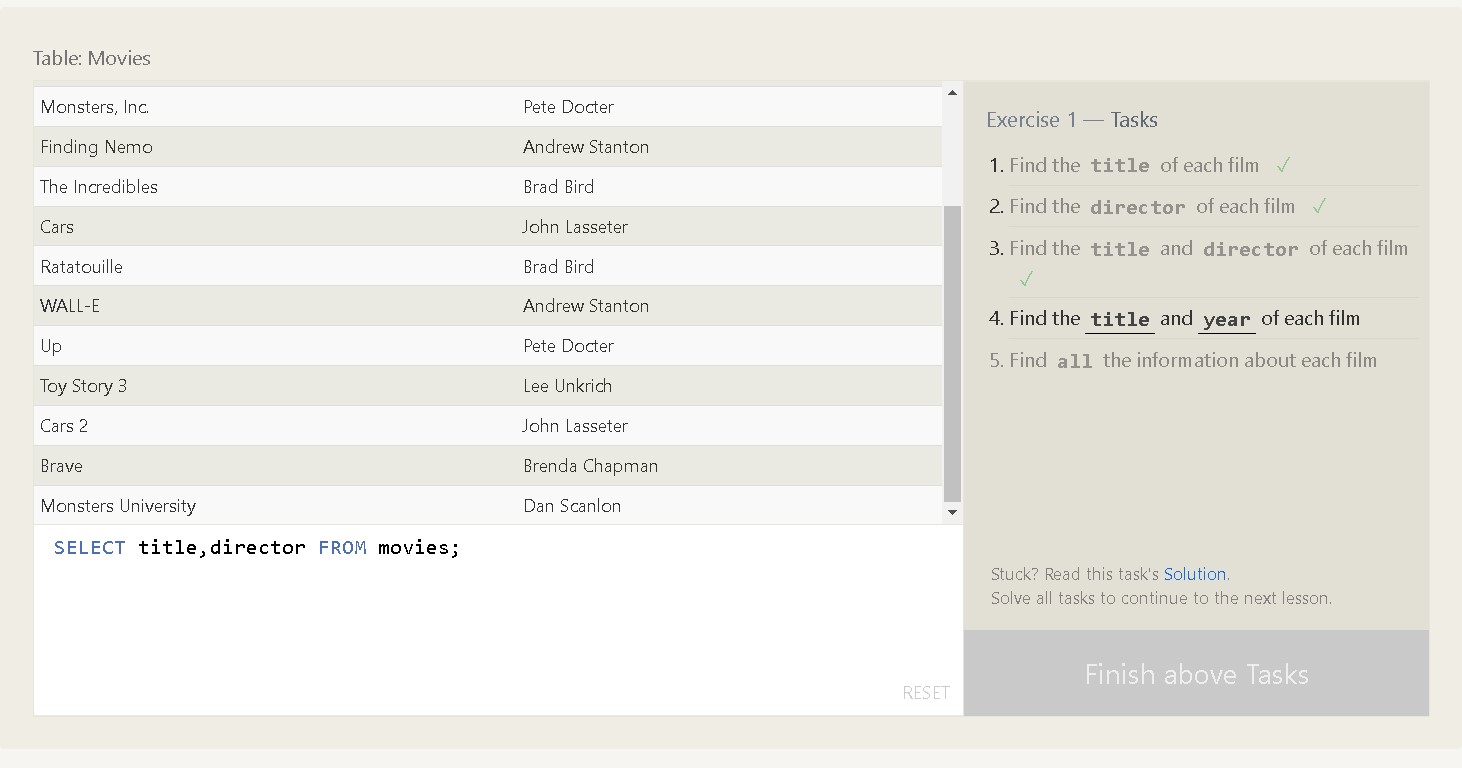 Table: Movies
Monsters, Inc. Pete Docter
Finding Nemo Andrew Stanton
The Incredibles Brad Bird
Cars John Lasseter
Ratatouille Brad Bird
WALL-E Andrew Stanton
Up Pete Docter
Toy Story 3 Lee Unkrich
Cars 2 John Lasseter
Brave Brenda Chapman
Monsters University Dan Scanlon
SELECT title,director FROM movies;
RESET
Exercise 1 — Tasks
1. Find the title of each film ✓
2. Find the director of each film ✓
3. Find the title and director of each film
✓
4. Find the title and year of each film
5. Find all the information about each film
Stuck? Read this task's Solution.
Solve all tasks to continue to the next lesson.
Finish above Tasks